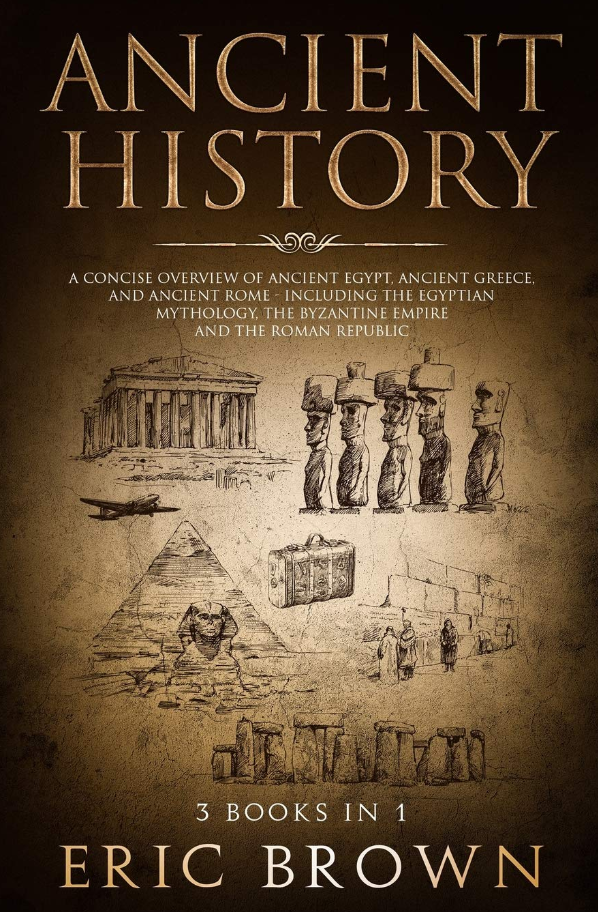 ANCIENT
HISTORY
A CONCISE OVERVIEW OF ANCIENT EGYPT, ANCIENT GREECE,
AND ANCIENT ROME - INCLUDING THE EGYPTIAN
MYTHOLOGY, THE BYZANTINE EMPIRE
AND THE ROMAN REPUBLIC
3 BOOKS IN 1
ERIC BROWN